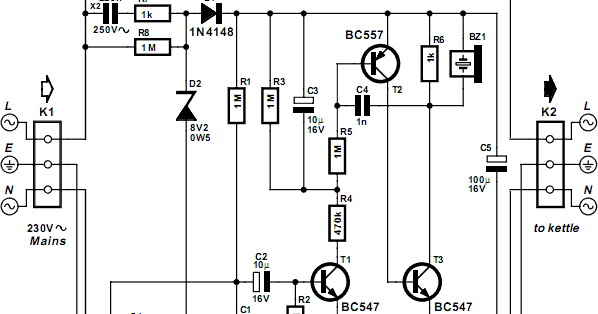 X2
250V~
R7
1k
R8
1M
1N4148
D2
8V2
0W5
R1
1M
R3
1M
C3
10µ
16V
BC557
T2
C4
1n
R5
1M
R4
470k
R6
1k
BZ1
C5
100µ
16V
L
E
N
K1
230V~
Mains
K2
L
E
N
to kettle
C2
10µ
16V
T1
BC547
T3
BC547
R2
C1